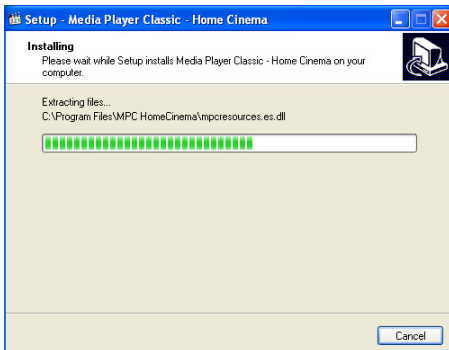 Setup - Media Player Classic - Home Cinema
Installing
Please wait while Setup installs Media Player Classic - Home Cinema on your
computer.
Extracting files...
C:\Program Files\MPC HomeCinema\mpcresources.es.dll
Cancel